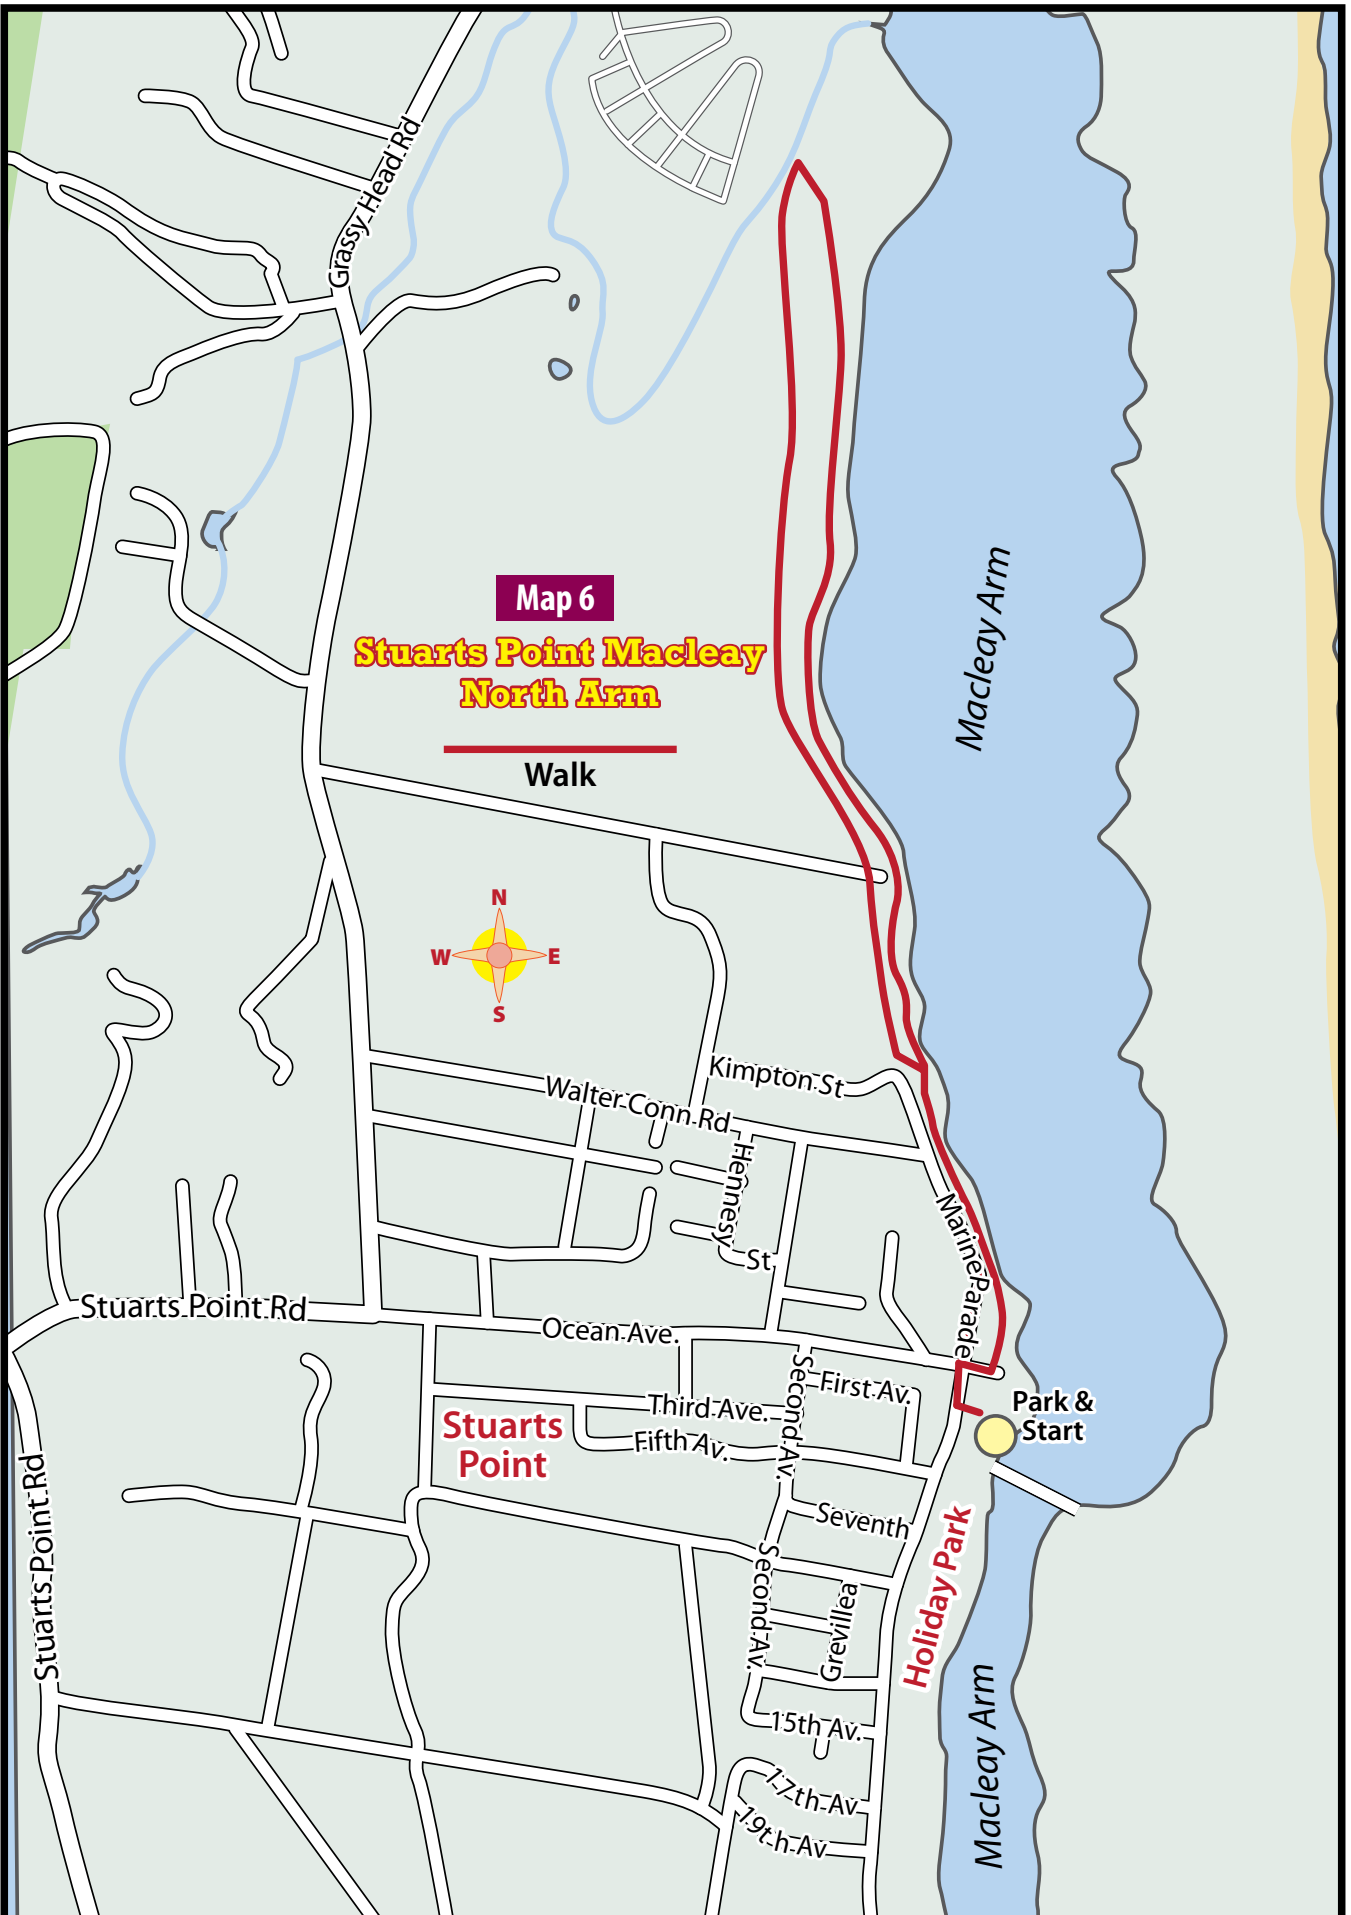 Grassy Head Rd
Macleay Arm
Map 6
Stuarts Point Macleay
North Arm
Walk
N
W
E
S
Kimpton St
Walter Conn Rd
Hennesy
St.
Marine Parade
Stuarts Point Rd
Ocean Ave.
Second Av.
First Av.
Third Ave.
Fifth Av.
Park &
Start
Stuarts
Point
Stuarts Point Rd
Seventh
Holiday Park
Second Av.
Grevillea
Macleay Arm
15th Av.
17th Av
19th Av